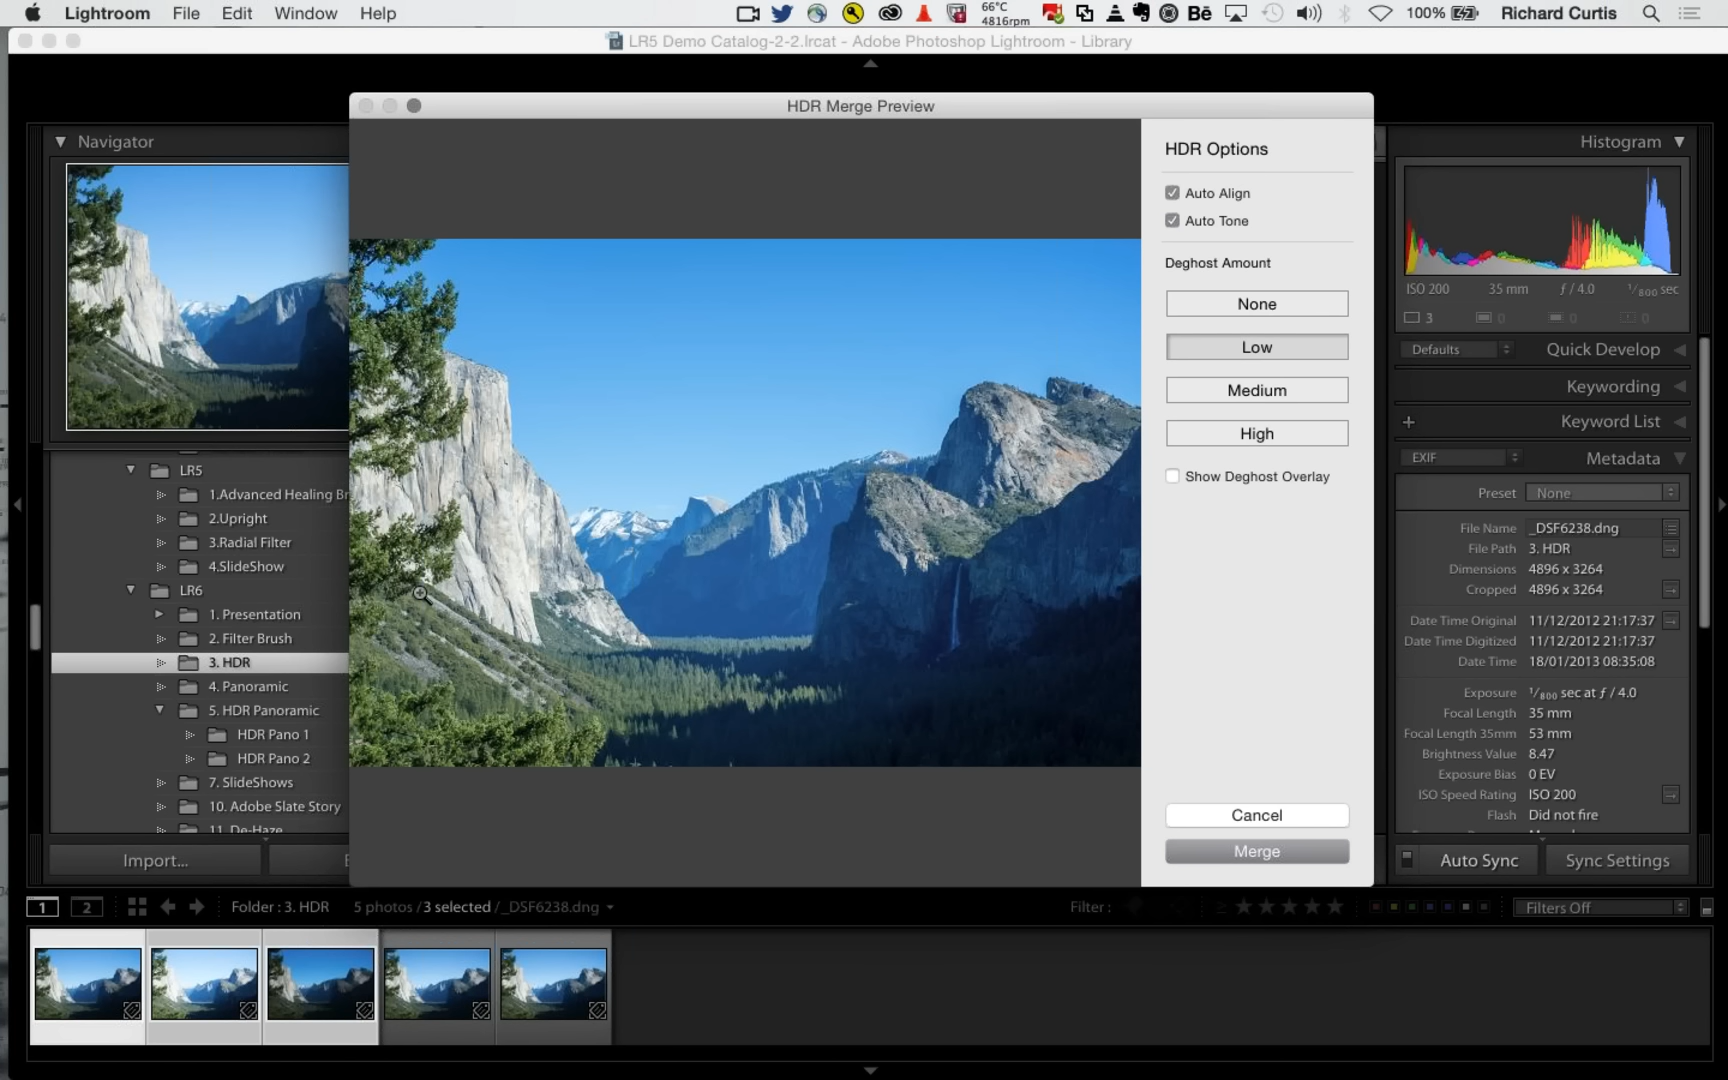 Lightroom File Edit Window Help
66°C
4816rpm
Bē
100%
Richard Curtis
LR5 Demo Catalog-2-2.lrcat - Adobe Photoshop Lightroom - Library
HDR Merge Preview
Navigator
HDR Options
Auto Align
Auto Tone
Deghost Amount
None
Low
Medium
High
Show Deghost Overlay
Cancel
Merge
Histogram
ISO 200 35 mm ƒ / 4.0 1/800 sec
3 0 0 0
Defaults Quick Develop
Keywording
+ Keyword List
EXIF Metadata
Preset None
File Name _DSF6238.dng
File Path 3. HDR
Dimensions 4896 x 3264
Cropped 4896 x 3264
Date Time Original 11/12/2012 21:17:37
Date Time Digitized 11/12/2012 21:17:37
Date Time 18/01/2013 08:35:08
Exposure 1/800 sec at ƒ / 4.0
Focal Length 35 mm
Focal Length 35mm 53 mm
Brightness Value 8.47
Exposure Bias 0 EV
ISO Speed Rating ISO 200
Flash Did not fire
Auto Sync Sync Settings
LR5
1.Advanced Healing Br
2.Upright
3.Radial Filter
4.SlideShow
LR6
1. Presentation
2. Filter Brush
3. HDR
4. Panoramic
5. HDR Panoramic
HDR Pano 1
HDR Pano 2
7. SlideShows
10. Adobe Slate Story
11. De-Haze
Import...
1 2 Folder : 3. HDR 5 photos / 3 selected / _DSF6238.dng Filter : Filters Off